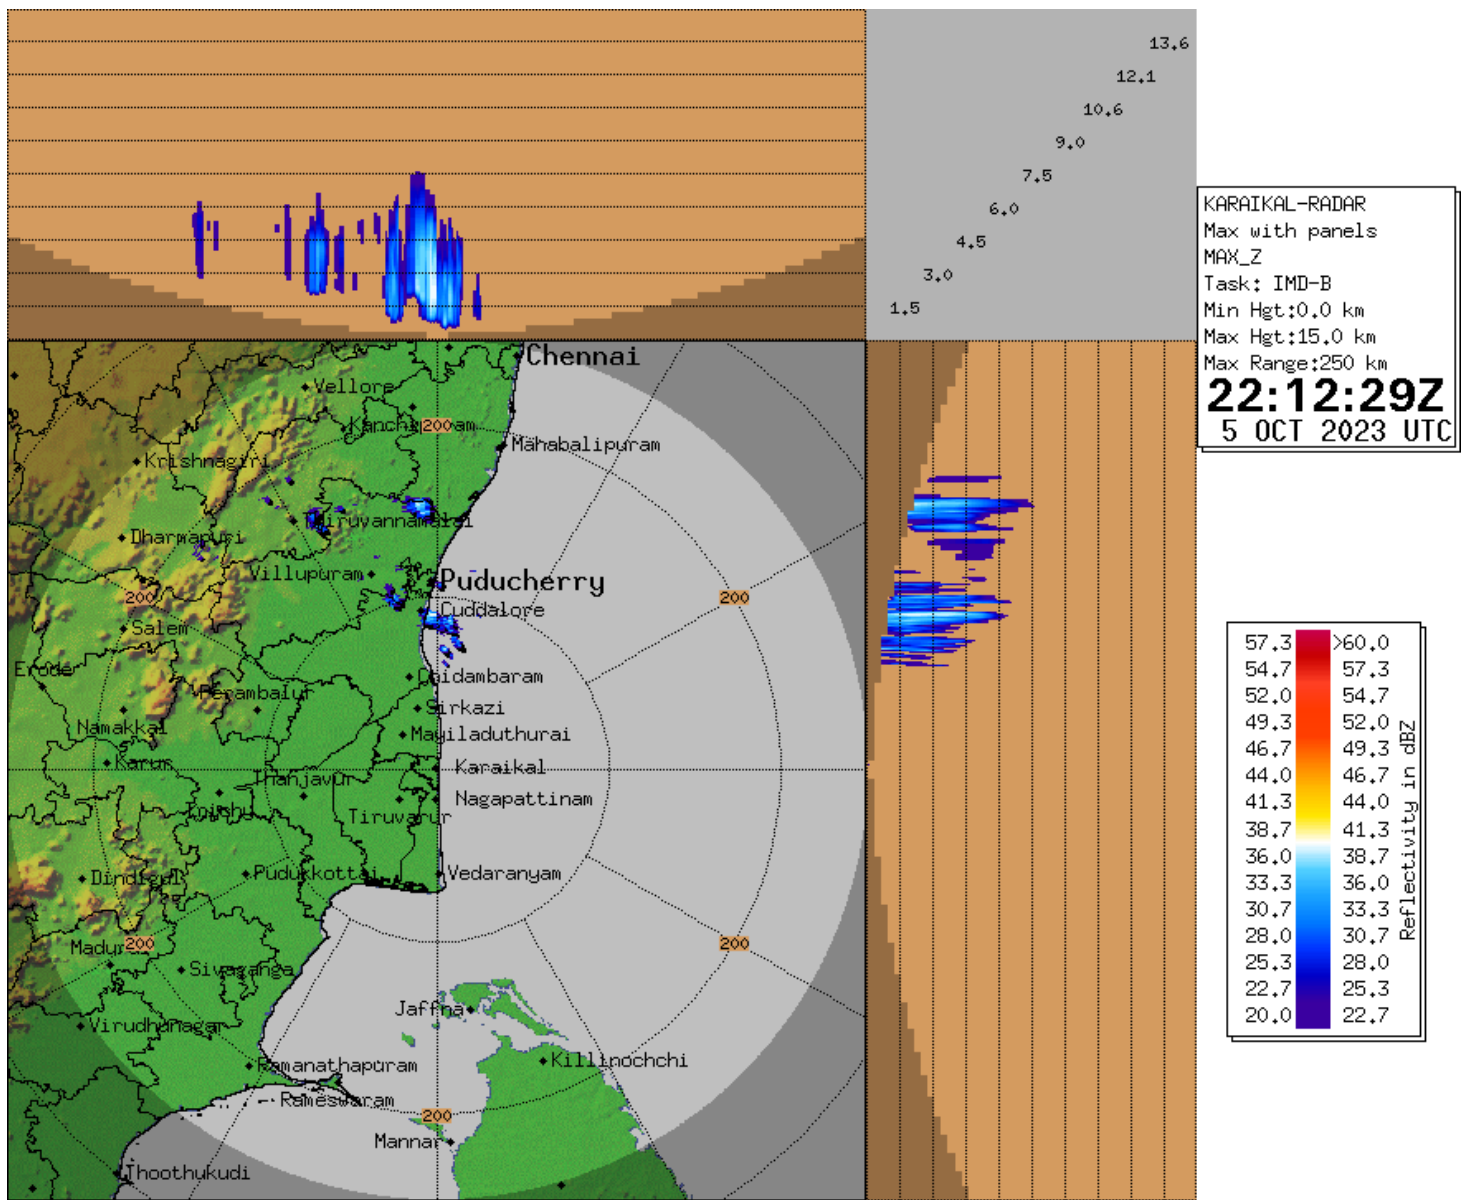 13.6
12.1
10.6
9.0
7.5
6.0
4.5
3.0
1.5
KARAIKAL-RADAR
Max with panels
MAX_Z
Task: IMD-B
Min Hgt:0.0 km
Max Hgt:15.0 km
Max Range:250 km
22:12:29Z
5 OCT 2023 UTC
Chennai
Vellore
200
Mahabalipuram
Krishnagiri
Thiruvannamalai
Dharmapuri
Villupuram
Puducherry
200
200
Cuddalore
Salem
Erode
Chidambaram
Perambalur
Sirkazi
Namakkal
Mayiladuthurai
Karur
Karaikal
Thanjavur
Nagapattinam
Tiruvarur
Dindigul
Pudukkottai
Vedaranyam
200
200
Sivaganga
Jaffna
Virudhunagar
Killinochchi
Ramanathapuram
Rameswaram
200
Mannar
Thoothukudi
57.3 >60.0
54.7 57.3
52.0 54.7
49.3 52.0
46.7 49.3
44.0 46.7
41.3 44.0
38.7 41.3
36.0 38.7
33.3 36.0
30.7 33.3
28.0 30.7
25.3 28.0
22.7 25.3
20.0 22.7
Reflectivity in dBZ